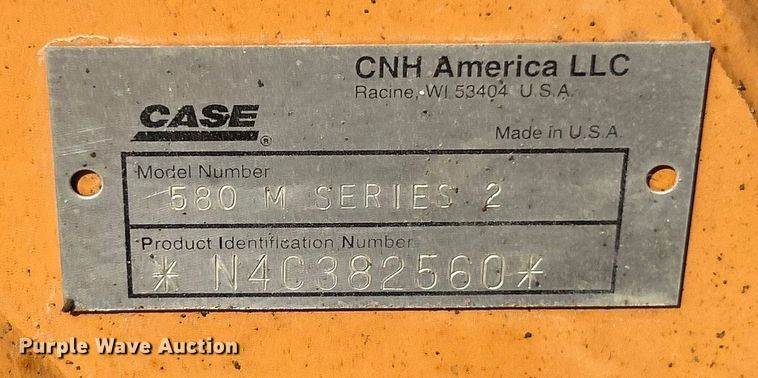 CNH America LLC
Racine, WI 53404 U.S.A.
CASE®
Made in U.S.A.
Model Number
580 M SERIES 2
Product Identification Number
* N4C382560*
Purple Wave Auction